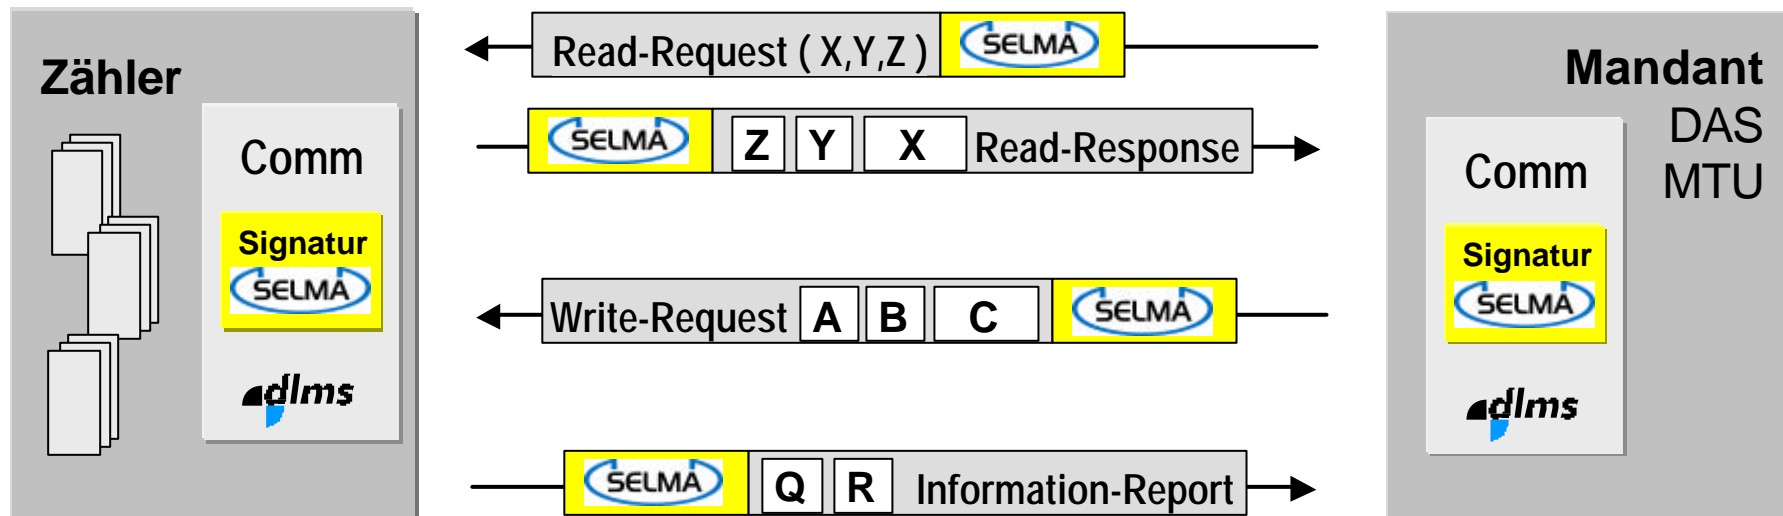 Zähler
Comm
Signatur
SELMA
dlms
Read-Request ( X,Y,Z ) SELMA
SELMA Z Y X Read-Response
Write-Request A B C SELMA
SELMA Q R Information-Report
Mandant
DAS
MTU
Comm
Signatur
SELMA
dlms